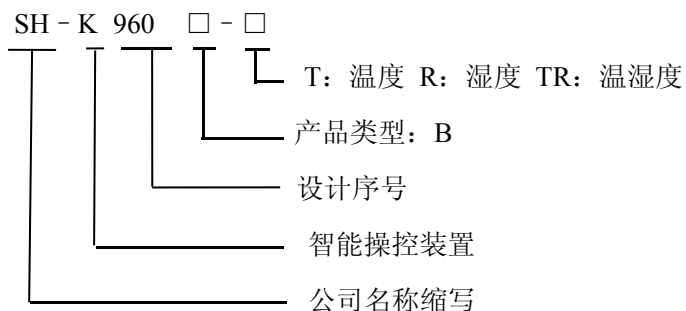 SH-K 960 □-□
T：温度 R：湿度 TR：温湿度
产品类型：B
设计序号
智能操控装置
公司名称缩写